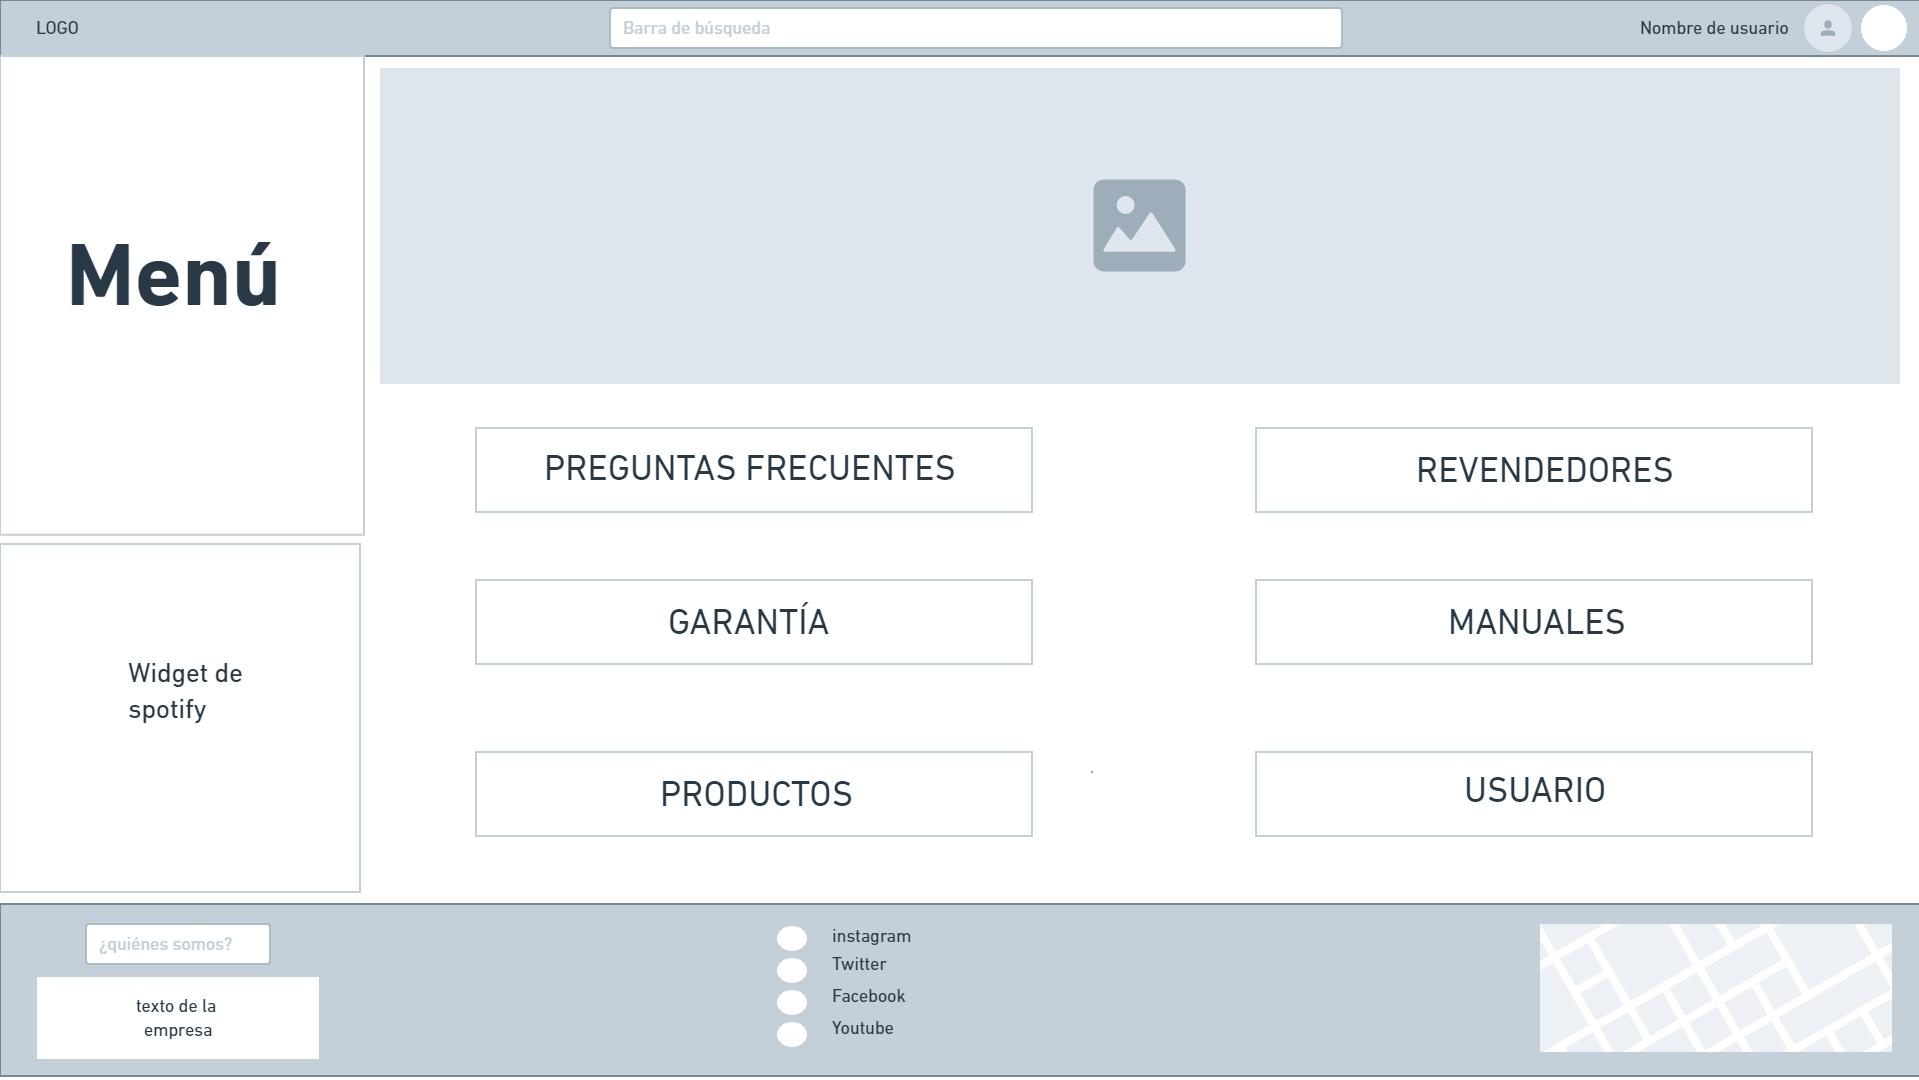 LOGO
Barra de búsqueda
Nombre de usuario
Menú
PREGUNTAS FRECUENTES
REVENDEDORES
GARANTÍA
MANUALES
Widget de
spotify
PRODUCTOS
USUARIO
¿quiénes somos?
texto de la
empresa
instagram
Twitter
Facebook
Youtube